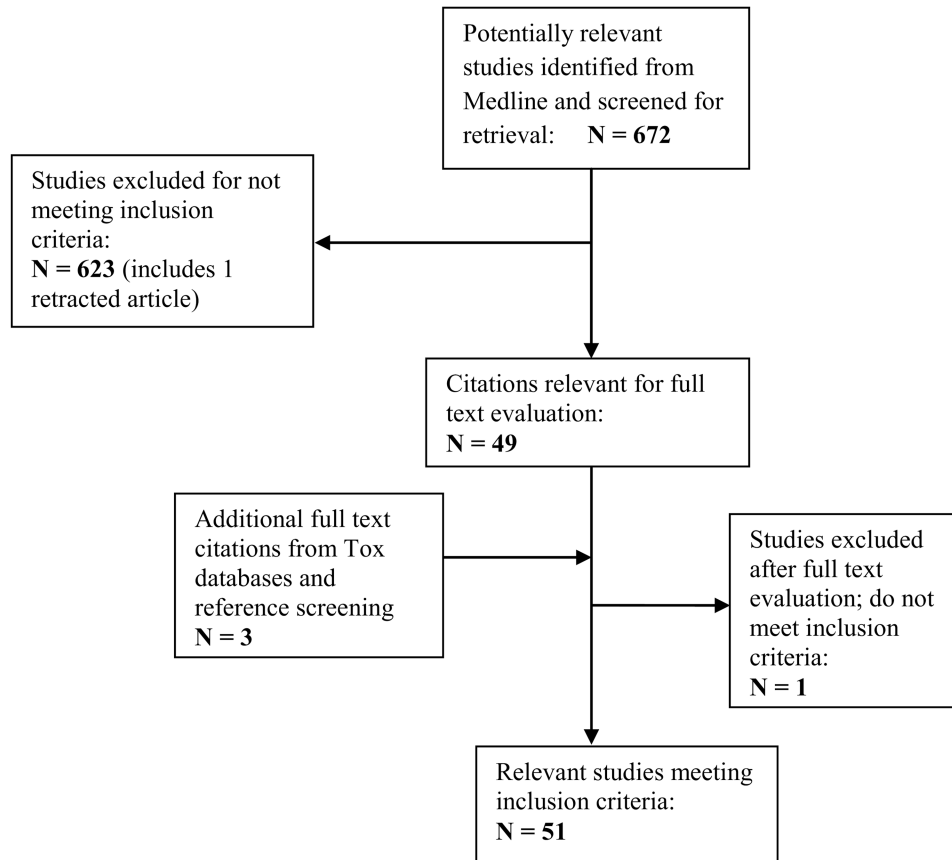 Potentially relevant
studies identified from
Medline and screened for
retrieval: N = 672
Studies excluded for not
meeting inclusion
criteria:
N = 623 (includes 1
retracted article)
Citations relevant for full
text evaluation:
N = 49
Additional full text
citations from Tox
databases and
reference screening
N = 3
Studies excluded
after full text
evaluation; do not
meet inclusion
criteria:
N = 1
Relevant studies meeting
inclusion criteria:
N = 51